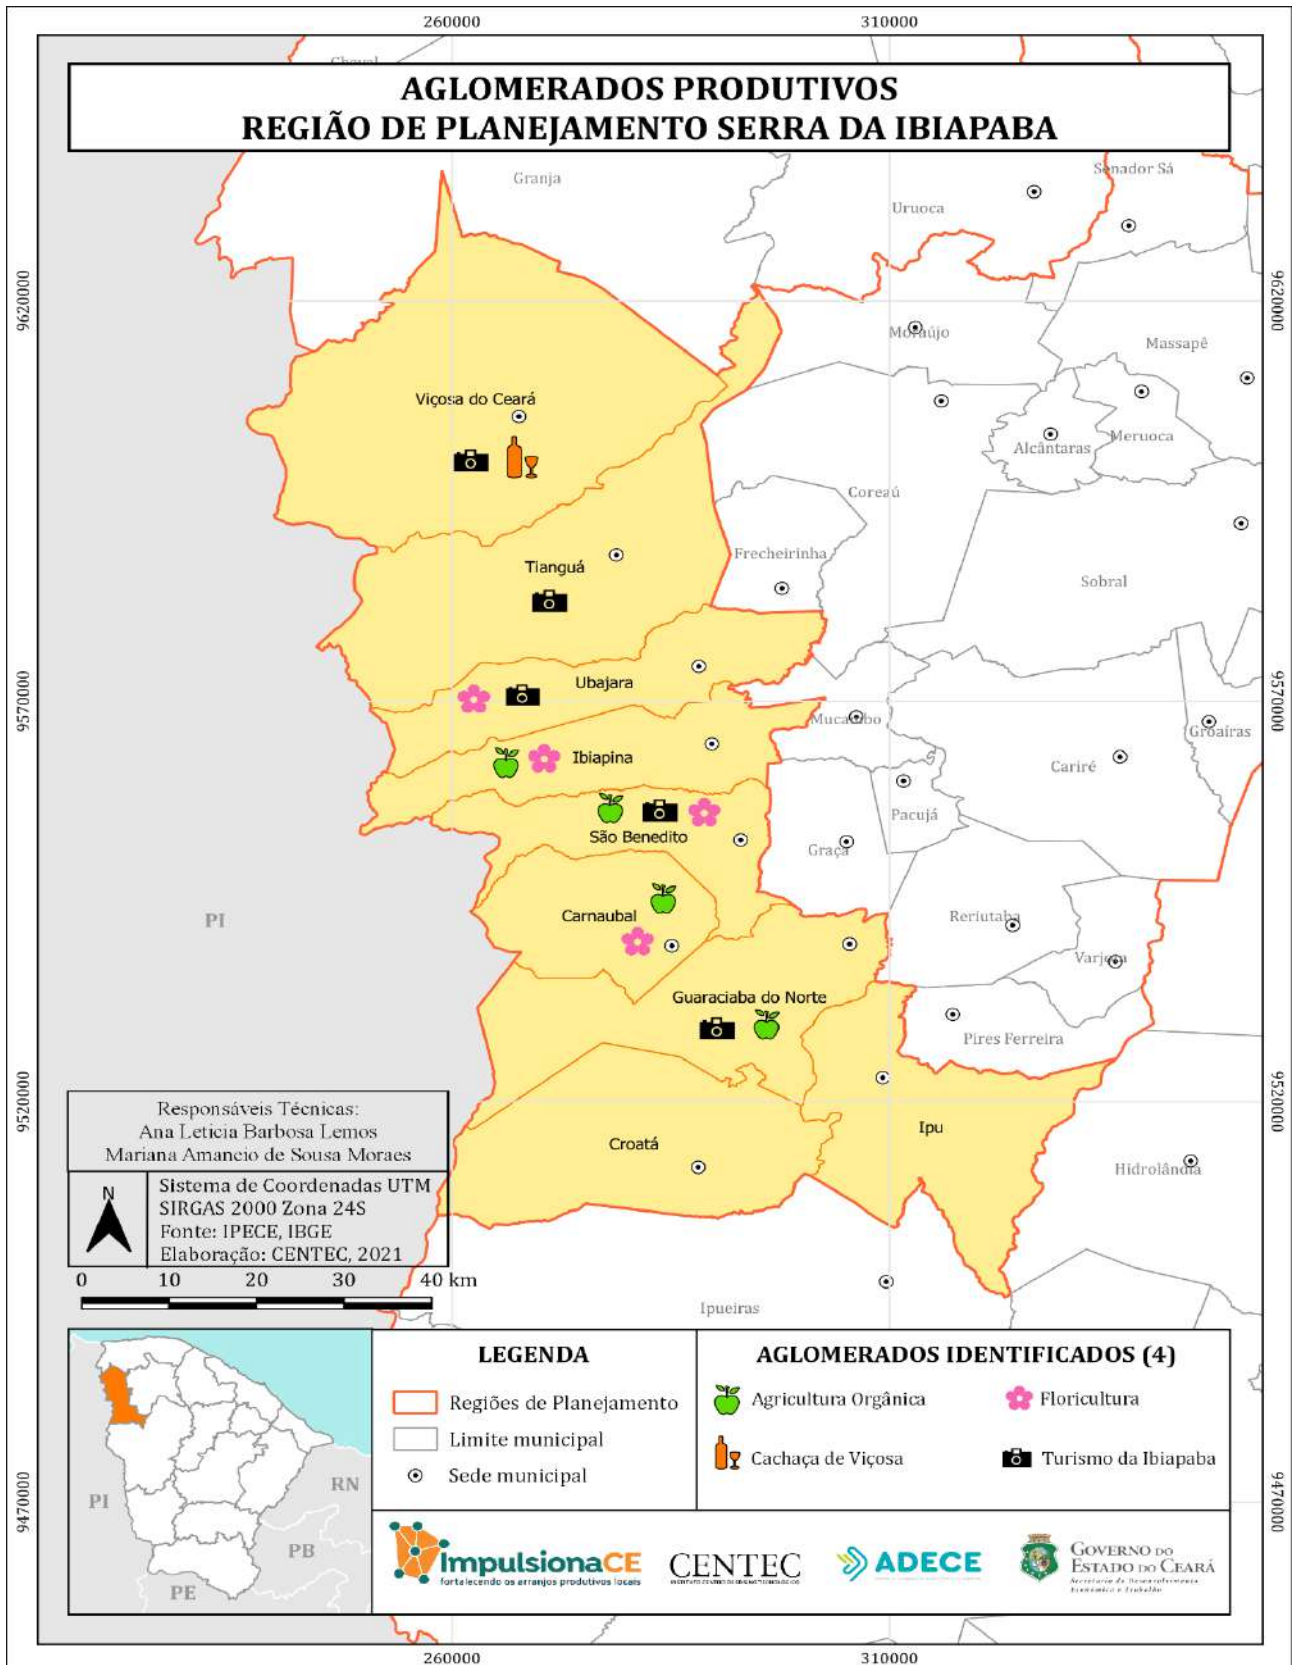 260000
310000
AGLOMERADOS PRODUTIVOS
REGIÃO DE PLANEJAMENTO SERRA DA IBIAPABA
Senador Sá
Granja
Uruoca
9620000
9620000
Moraújo
Massapê
Viçosa do Ceará
Meruoca
Alcântaras
Coreaú
Frecheirinha
Tianguá
Sobral
Ubajara
9570000
9570000
Mucambo
Groaíras
Ibiapina
Cariré
Pacujá
São Benedito
Graça
Carnaubal
PI
Reriutaba
Varjota
Guaraciaba do Norte
Pires Ferreira
9520000
9520000
Responsáveis Técnicas:
Ana Leticia Barbosa Lemos
Mariana Amancio de Sousa Moraes
Ipu
Croatá
Hidrolândia
N
Sistema de Coordenadas UTM
SIRGAS 2000 Zona 24S
Fonte: IPECE, IBGE
Elaboração: CENTEC, 2021
0 10 20 30 40 km
Ipueiras
LEGENDA
Regiões de Planejamento
Limite municipal
Sede municipal
AGLOMERADOS IDENTIFICADOS (4)
Agricultura Orgânica
Floricultura
Cachaça de Viçosa
Turismo da Ibiapaba
PI
RN
PB
PE
9470000
9470000
ImpulsionaCE
fortalecendo os arranjos produtivos locais
CENTEC
ADECE
GOVERNO DO
ESTADO DO CEARÁ
Secretaria do Desenvolvimento
Econômico e Trabalho
260000
310000